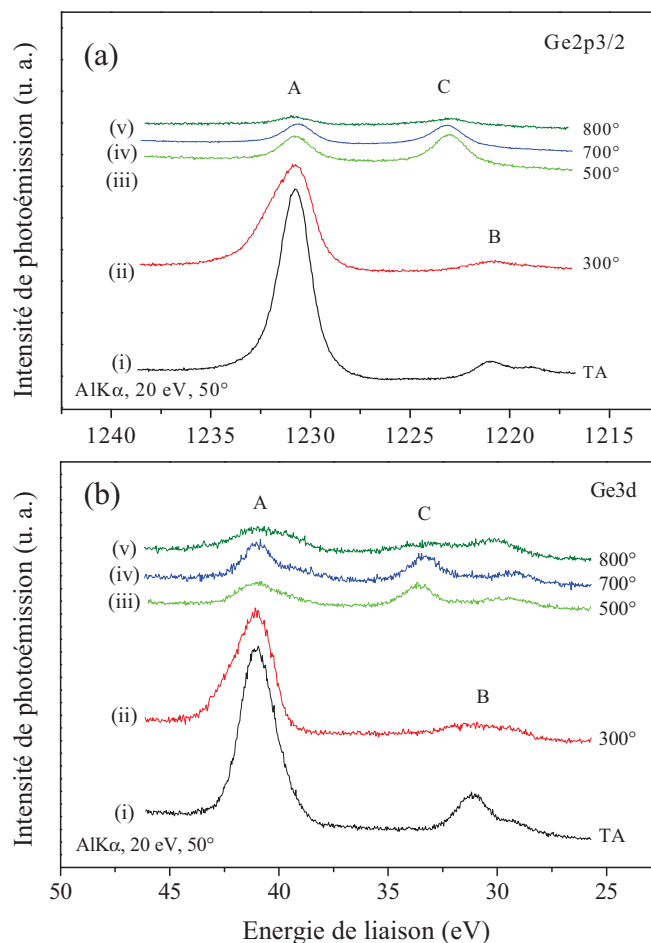 Intensité de photoémission (u. a.)
(a)
Ge2p3/2
A
C
(v)
800°
(iv)
700°
500°
(iii)
B
(ii)
300°
(i)
TA
AlKα, 20 eV, 50°
1240 1235 1230 1225 1220 1215
Intensité de photoémission (u. a.)
(b)
Ge3d
A
C
(v)
800°
(iv)
700°
(iii)
500°
(ii)
B
300°
(i)
TA
AlKα, 20 eV, 50°
50 45 40 35 30 25
Energie de liaison (eV)